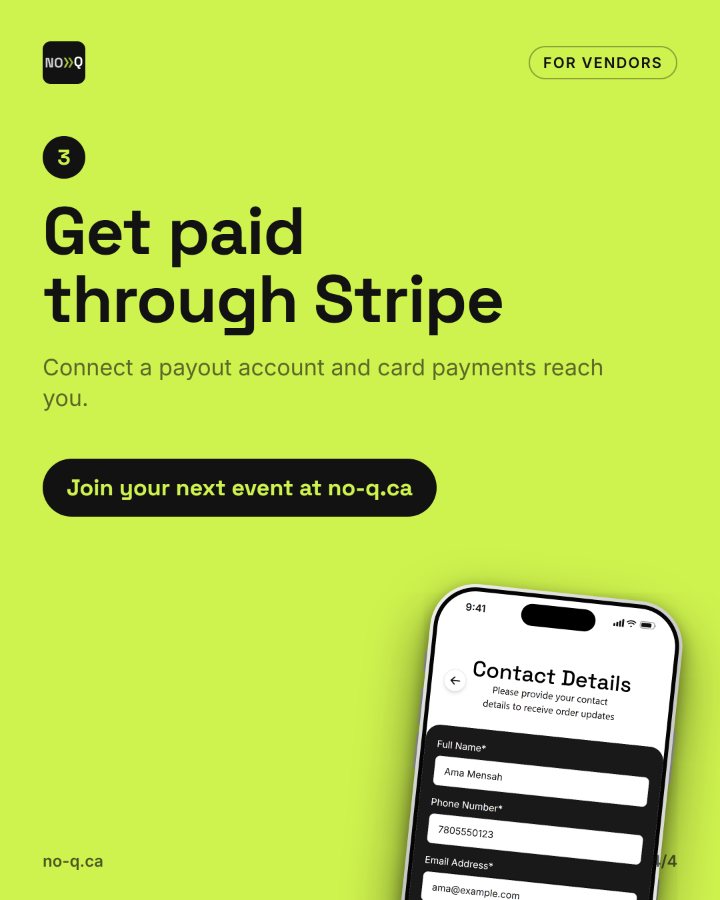 NO»Q
FOR VENDORS
3
Get paid
through Stripe
Connect a payout account and card payments reach
you.
Join your next event at no-q.ca
9:41
Contact Details
Please provide your contact
details to receive order updates
Full Name*
Ama Mensah
Phone Number*
7805550123
Email Address*
ama@example.com
no-q.ca
/4